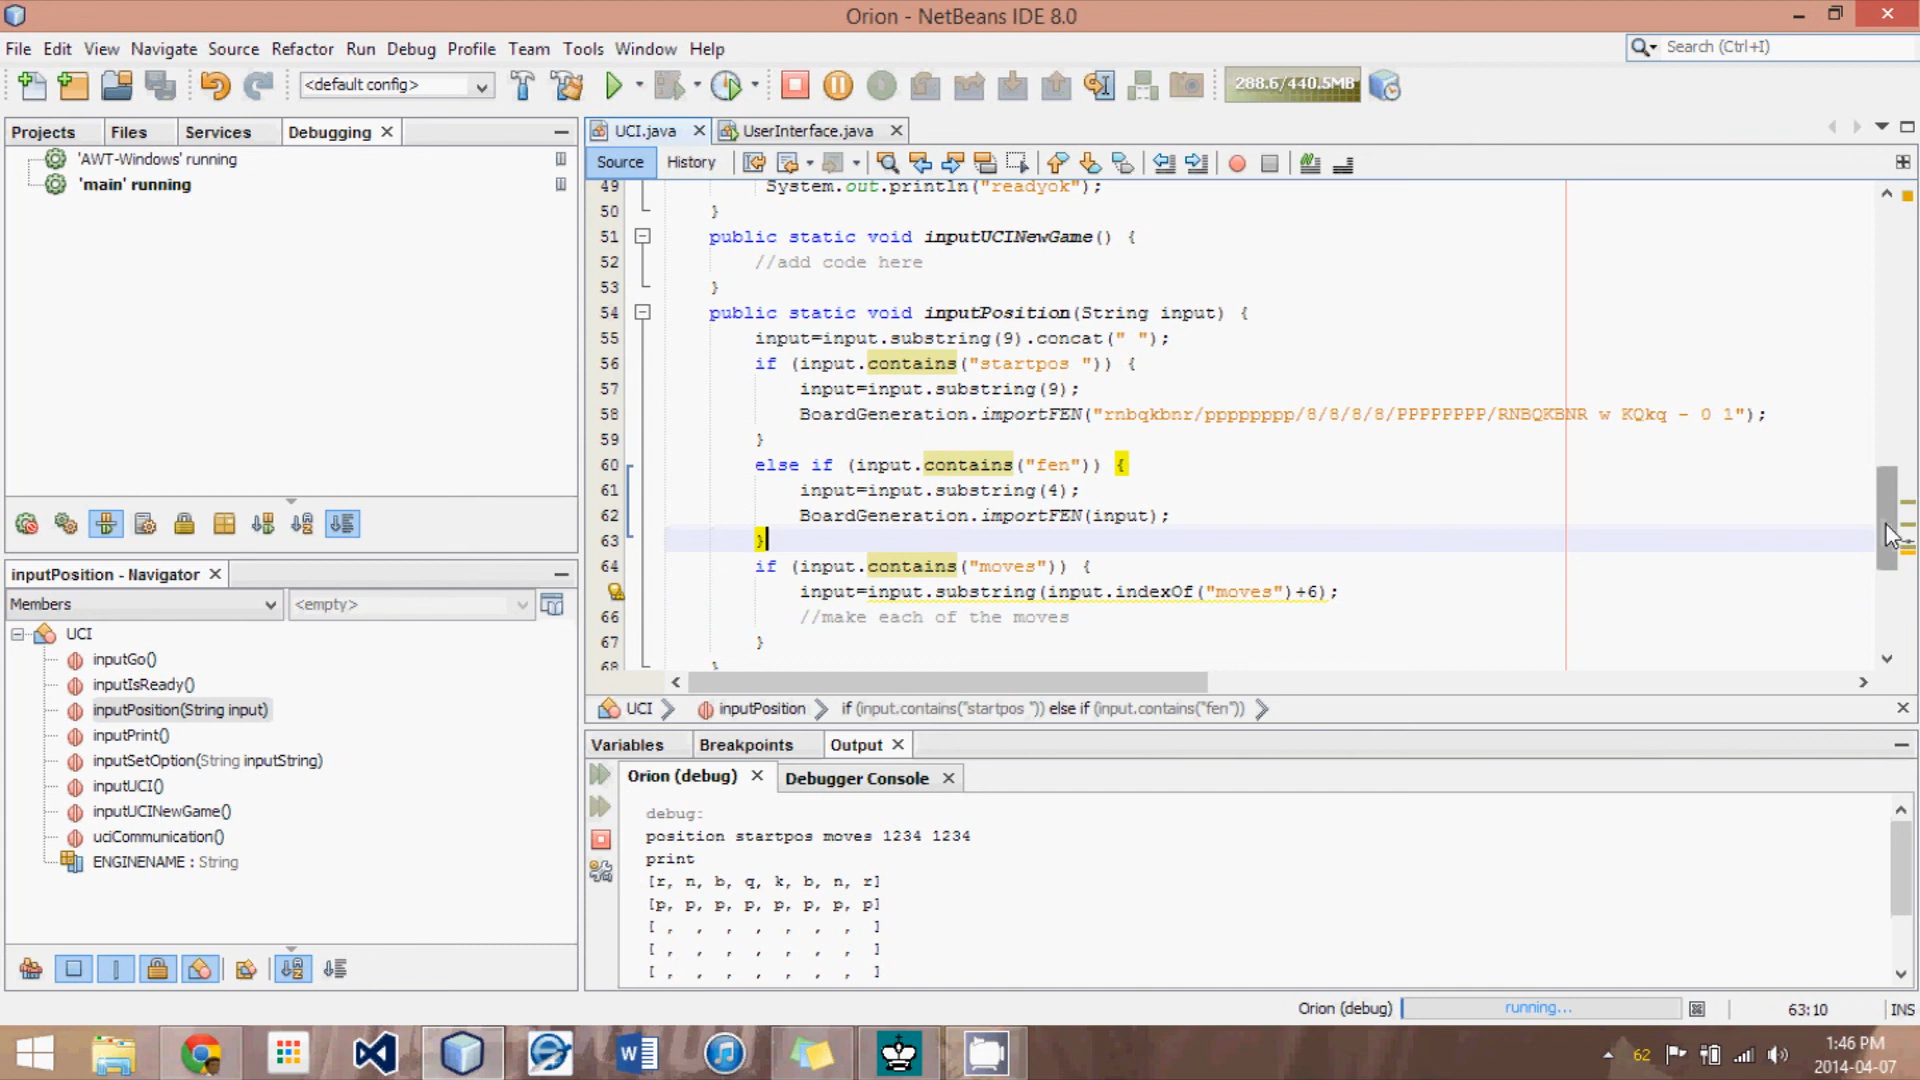 Orion - NetBeans IDE 8.0
File Edit View Navigate Source Refactor Run Debug Profile Team Tools Window Help
Search (Ctrl+I)
<default config>
288.6/440.5MB
Projects Files Services Debugging
UCI.java UserInterface.java
'AWT-Windows' running
'main' running
Source History
49 System.out.println("readyok");
50 }
51 public static void inputUCINewGame() {
52 //add code here
53 }
54 public static void inputPosition(String input) {
55 input=input.substring(9).concat(" ");
56 if (input.contains("startpos ")) {
57 input=input.substring(9);
58 BoardGeneration.importFEN("rnbqkbnr/pppppppp/8/8/8/8/PPPPPPPP/RNBQKBNR w KQkq - 0 1");
59 }
60 else if (input.contains("fen")) {
61 input=input.substring(4);
62 BoardGeneration.importFEN(input);
63 }
64 if (input.contains("moves")) {
input=input.substring(input.indexOf("moves")+6);
66 //make each of the moves
67 }
68 }
inputPosition - Navigator
Members <empty>
UCI
inputGo()
inputIsReady()
inputPosition(String input)
inputPrint()
inputSetOption(String inputString)
inputUCI()
inputUCINewGame()
uciCommunication()
ENGINENAME : String
UCI inputPosition if (input.contains("startpos ")) else if (input.contains("fen"))
Variables Breakpoints Output
Orion (debug) Debugger Console
debug:
position startpos moves 1234 1234
print
[r, n, b, q, k, b, n, r]
[p, p, p, p, p, p, p, p]
[ , , , , , , , ]
[ , , , , , , , ]
[ , , , , , , , ]
Orion (debug) running... 63:10 INS
62
1:46 PM
2014-04-07